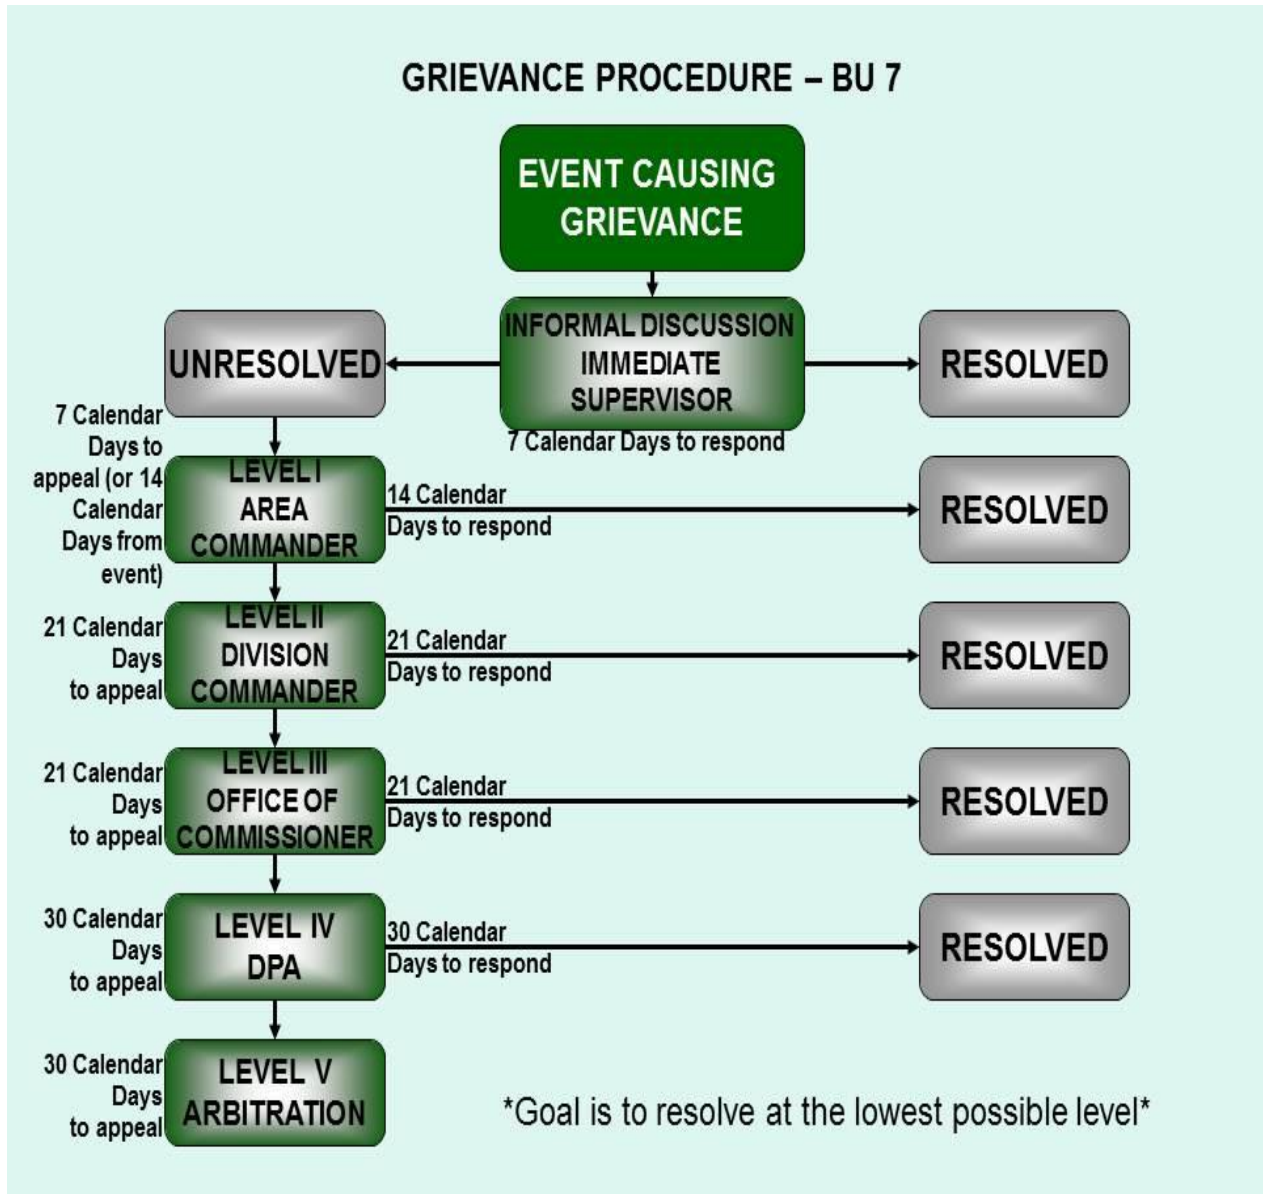 GRIEVANCE PROCEDURE – BU 7
EVENT CAUSING
GRIEVANCE
INFORMAL DISCUSSION
IMMEDIATE
SUPERVISOR
7 Calendar Days to respond
UNRESOLVED
RESOLVED
7 Calendar
Days to
appeal (or 14
Calendar
Days from
event)
LEVEL I
AREA
COMMANDER
14 Calendar
Days to respond
RESOLVED
21 Calendar
Days
to appeal
LEVEL II
DIVISION
COMMANDER
21 Calendar
Days to respond
RESOLVED
21 Calendar
Days
to appeal
LEVEL III
OFFICE OF
COMMISSIONER
21 Calendar
Days to respond
RESOLVED
30 Calendar
Days
to appeal
LEVEL IV
DPA
30 Calendar
Days to respond
RESOLVED
30 Calendar
Days
to appeal
LEVEL V
ARBITRATION
*Goal is to resolve at the lowest possible level*